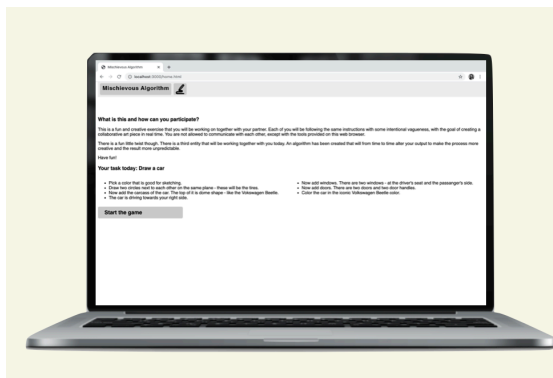 Mischievous Algorithm
localhost:3000/home.html
Mischievous Algorithm
What is this and how can you participate?
This is a fun and creative exercise that you will be working on together with your partner. Each of you will be following the same instructions with some intentional vagueness, with the goal of creating a
collaborative art piece in real time. You are not allowed to communicate with each other, except with the tools provided on this web browser.
There is a fun little twist though. There is a third entity that will be working together with you today. An algorithm has been created that will from time to time alter your output to make the process more
creative and the result more unpredictable.
Have fun!
Your task today: Draw a car
Pick a color that is good for sketching.
Draw two circles next to each other on the same plane - these will be the tires.
Now add the carcass of the car. The top of it is dome shape - like the Volkswagen Beetle.
The car is driving towards your right side.
Now add windows. There are two windows - at the driver's seat and the passanger's side.
Now add doors. There are two doors and two door handles.
Color the car in the iconic Volkswagen Beetle color.
Start the game